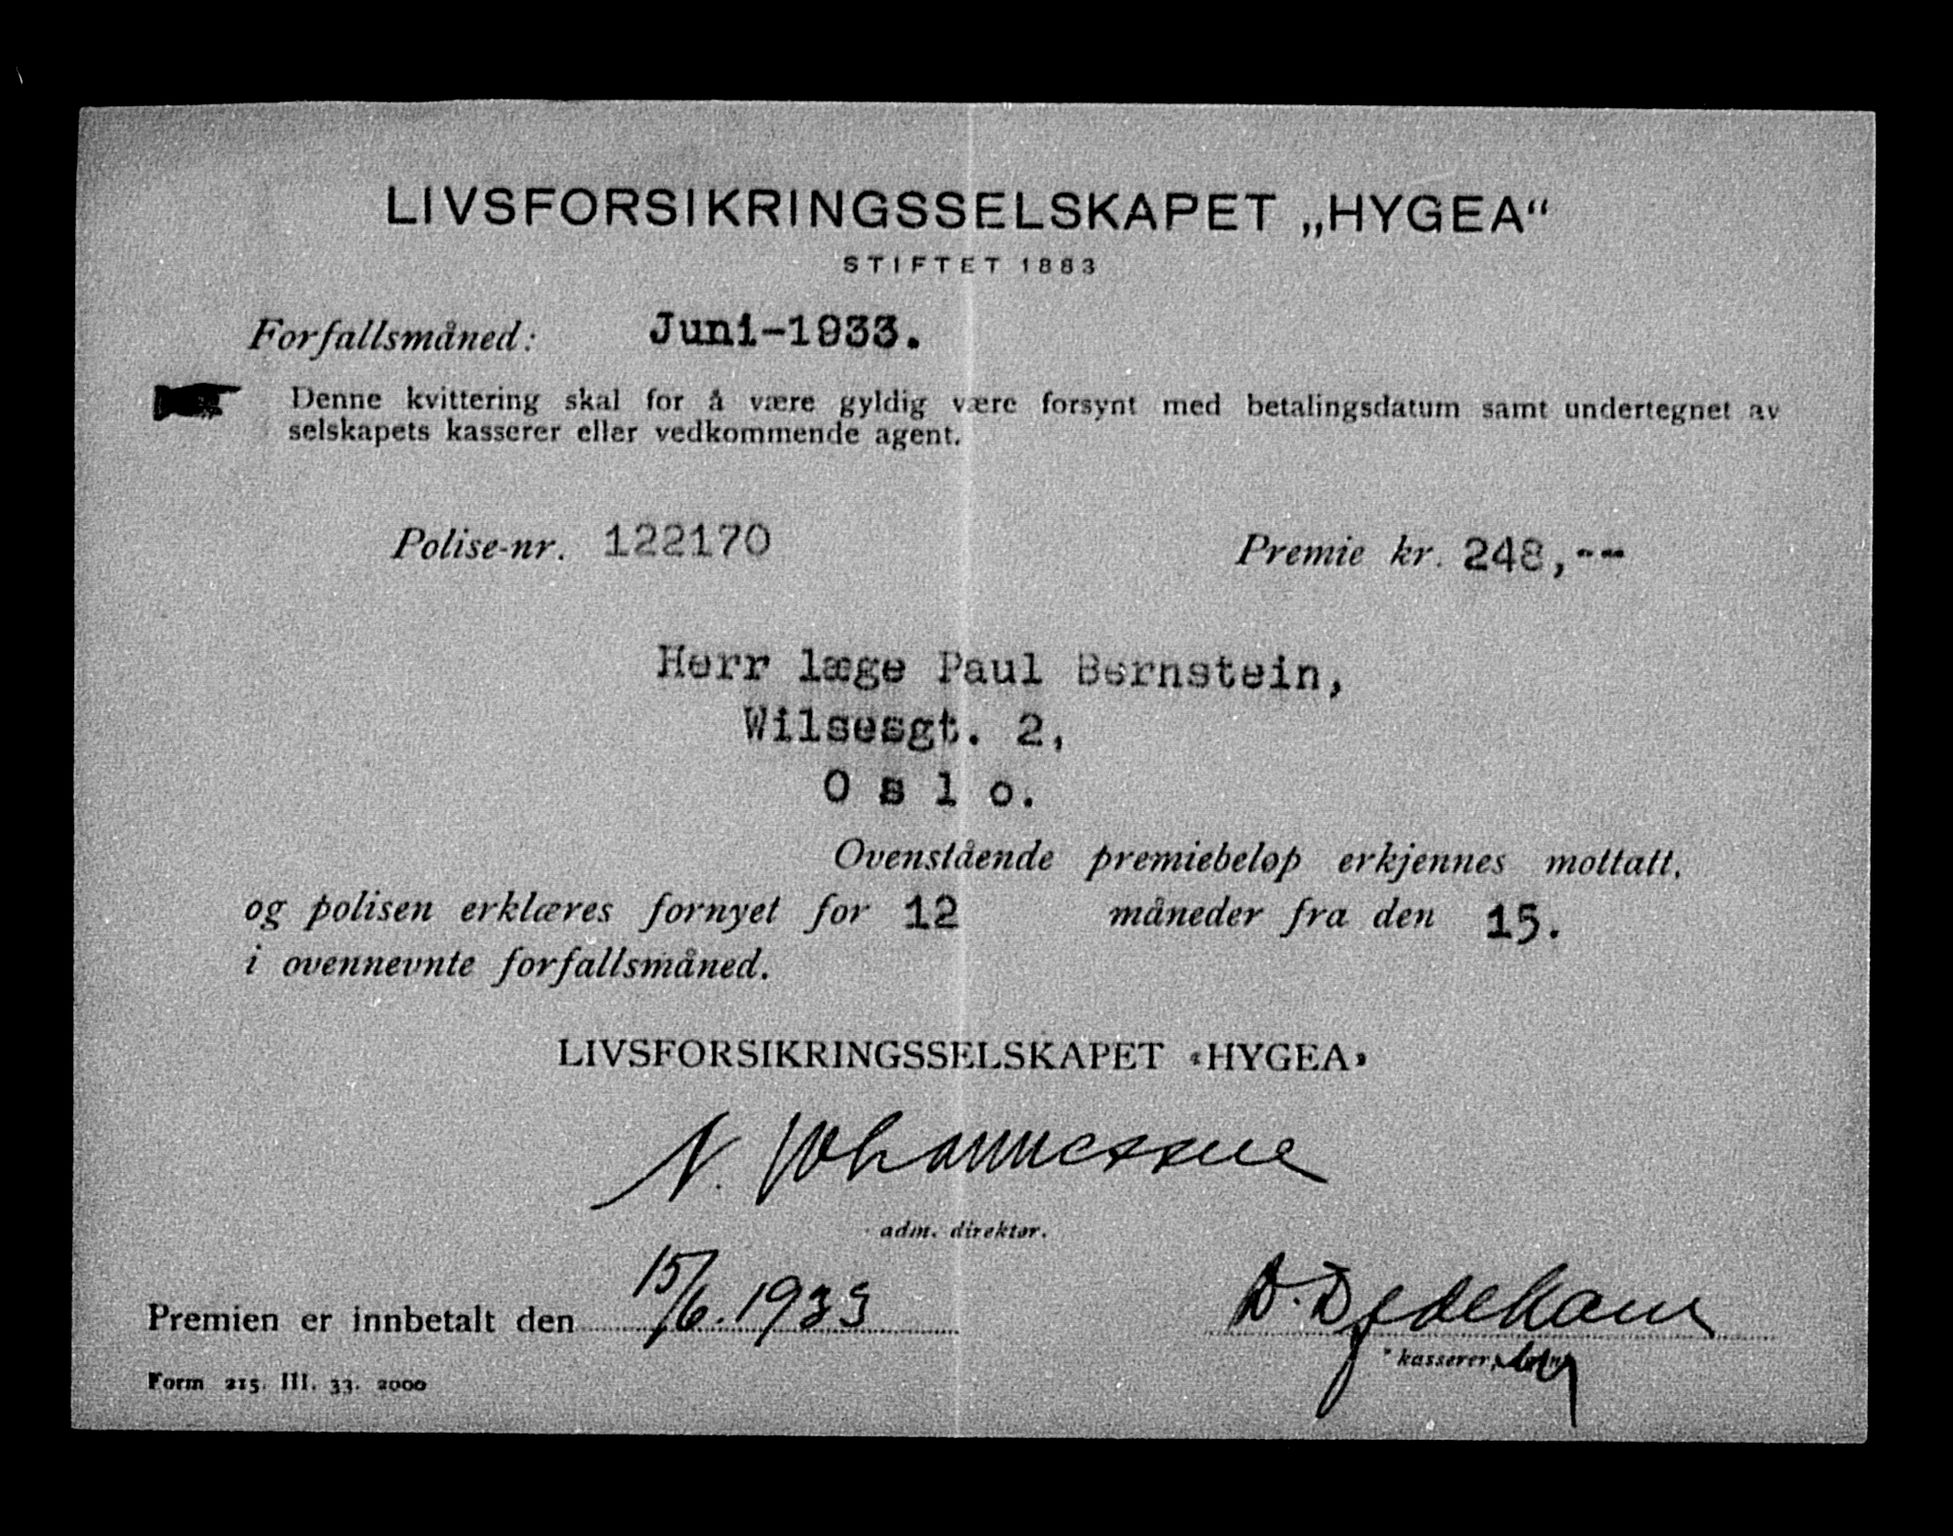 LIVSFORSIKRINGSSELSKAPET „HYGEA“
STIFTET 1883
Forfallsmåned: Juni-1933.
Denne kvittering skal for å være gyldig være forsynt med betalingsdatum samt undertegnet av
selskapets kasserer eller vedkommende agent.
Polise-nr. 122170 Premie kr. 248,--
Herr læge Paul Bernstein,
Wilsesgt. 2,
Oslo.
Ovenstående premiebeløp erkjennes mottatt,
og polisen erklæres fornyet for 12 måneder fra den 15.
i ovennevnte forfallsmåned.
LIVSFORSIKRINGSSELSKAPET «HYGEA»
N. Johannessen
adm. direktør.
Premien er innbetalt den 15/6.1933
kasserer
Form 215. III. 33. 2000